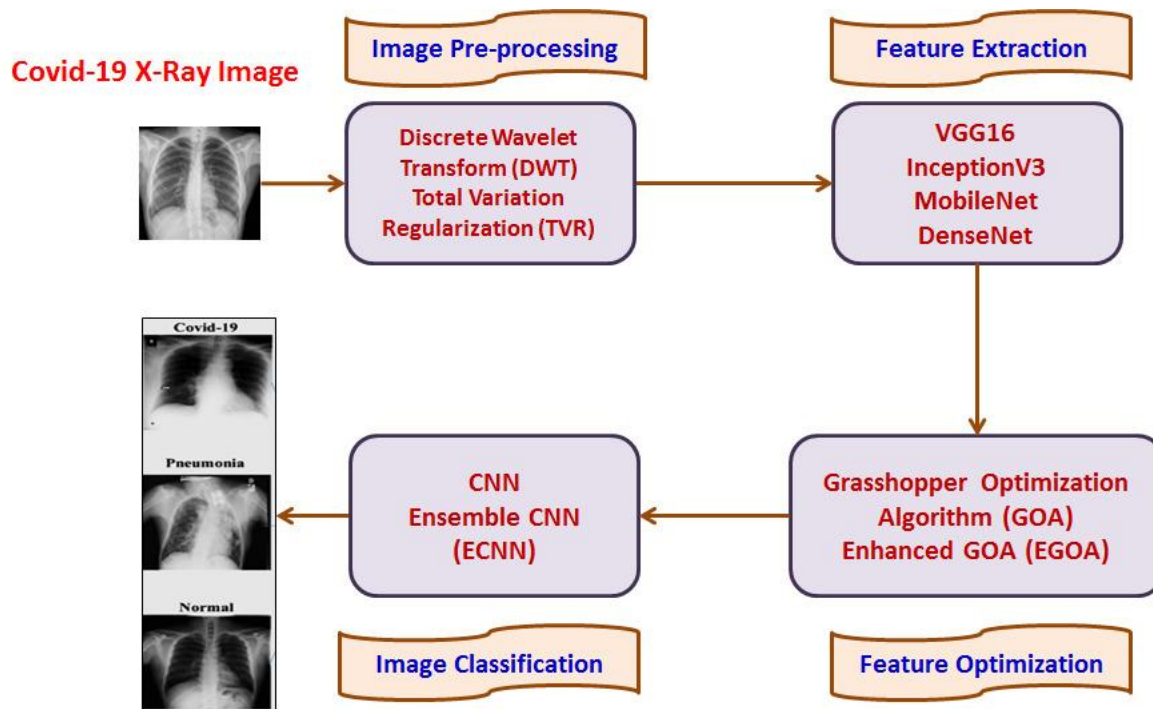 Covid-19 X-Ray Image
Image Pre-processing
Discrete Wavelet
Transform (DWT)
Total Variation
Regularization (TVR)
Feature Extraction
VGG16
InceptionV3
MobileNet
DenseNet
Grasshopper Optimization
Algorithm (GOA)
Enhanced GOA (EGOA)
Feature Optimization
CNN
Ensemble CNN
(ECNN)
Image Classification
Covid-19
Pneumonia
Normal